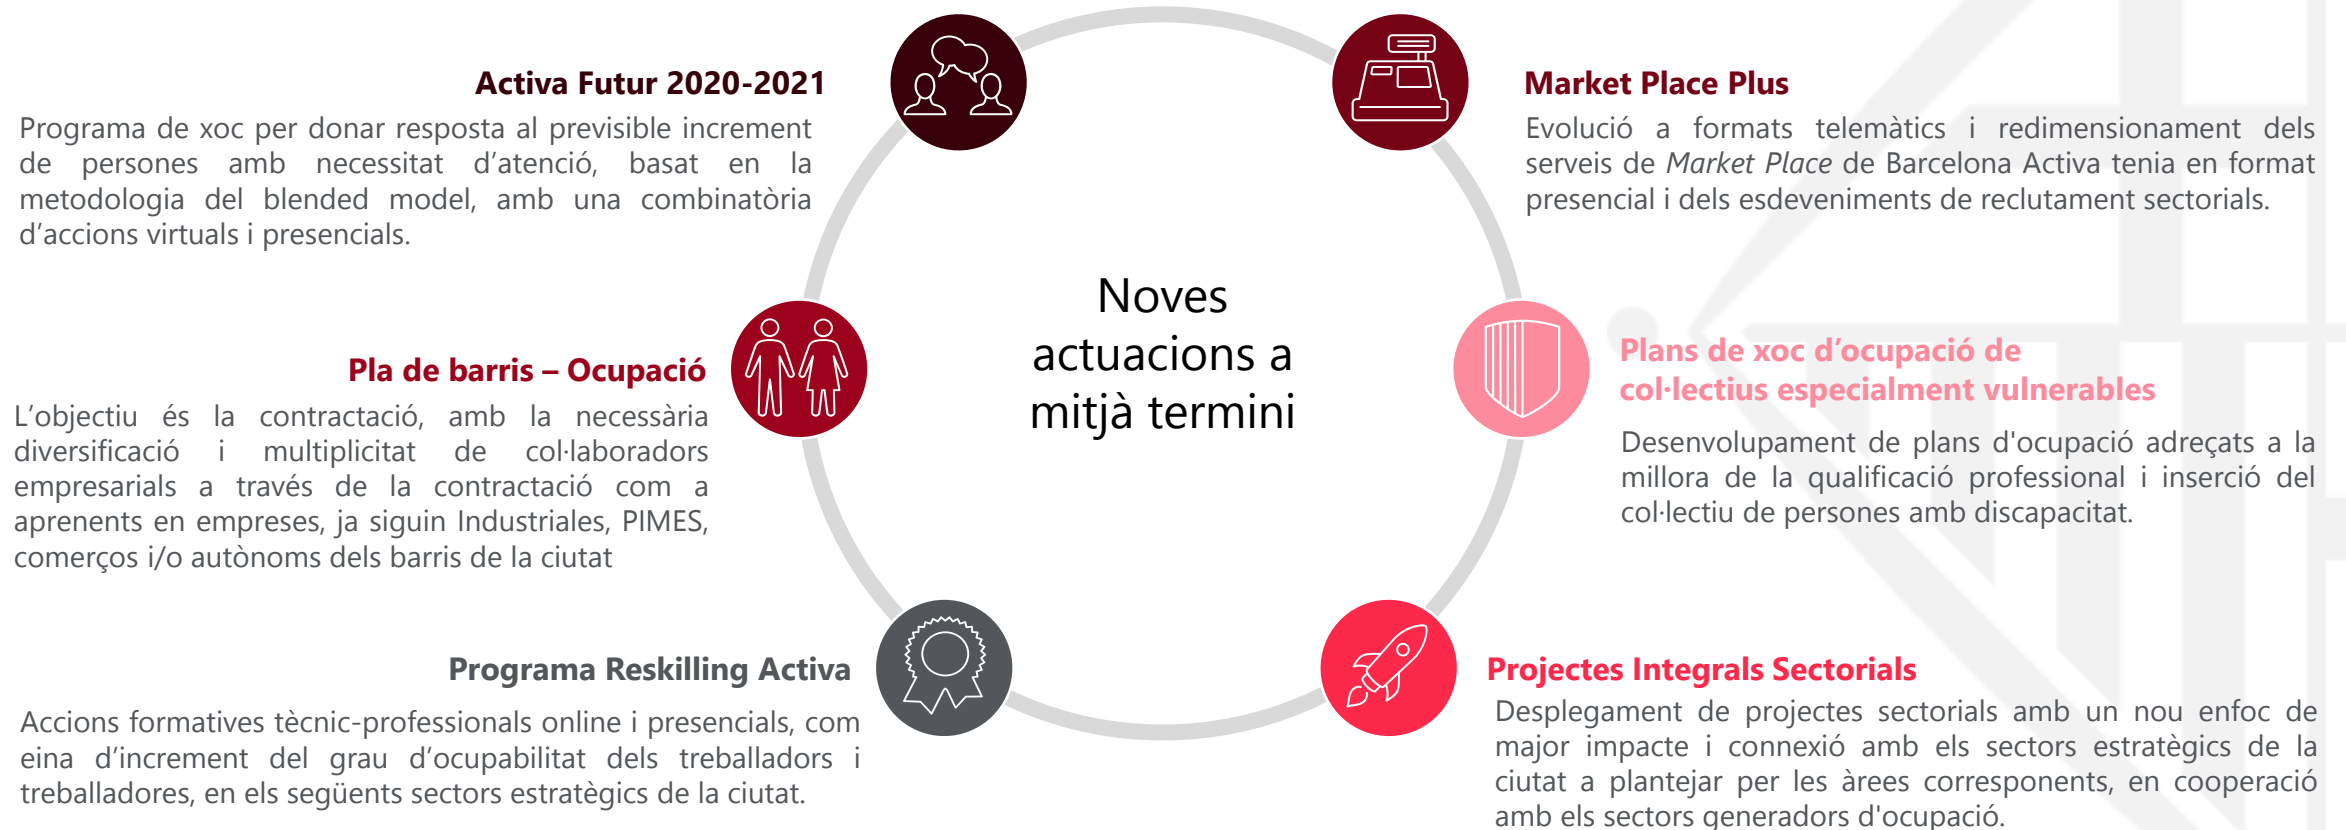 Activa Futur 2020-2021
Programa de xoc per donar resposta al previsible increment
de persones amb necessitat d’atenció, basat en la
metodologia del blended model, amb una combinatòria
d’accions virtuals i presencials.
Market Place Plus
Evolució a formats telemàtics i redimensionament dels
serveis de Market Place de Barcelona Activa tenia en format
presencial i dels esdeveniments de reclutament sectorials.
Noves
actuacions a
mitjà termini
Pla de barris – Ocupació
L’objectiu és la contractació, amb la necessària
diversificació i multiplicitat de col·laboradors
empresarials a través de la contractació com a
aprenents en empreses, ja siguin Industriales, PIMES,
comerços i/o autònoms dels barris de la ciutat
Plans de xoc d’ocupació de
col·lectius especialment vulnerables
Desenvolupament de plans d'ocupació adreçats a la
millora de la qualificació professional i inserció del
col·lectiu de persones amb discapacitat.
Programa Reskilling Activa
Accions formatives tècnic-professionals online i presencials, com
eina d’increment del grau d’ocupabilitat dels treballadors i
treballadores, en els següents sectors estratègics de la ciutat.
Projectes Integrals Sectorials
Desplegament de projectes sectorials amb un nou enfoc de
major impacte i connexió amb els sectors estratègics de la
ciutat a plantejar per les àrees corresponents, en cooperació
amb els sectors generadors d'ocupació.